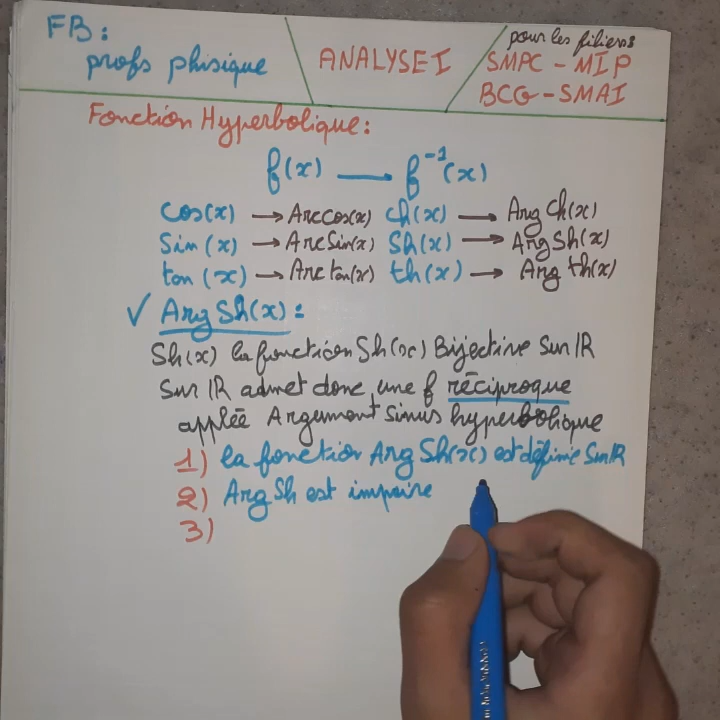 FB:
profs phisique
ANALYSE I
pour les filiers
SMPC - MIP
BCG - SMAI
Fonction Hyperbolique:
f(x) → f⁻¹(x)
cos(x) → Arccos(x) ch(x) → Arg Ch(x)
Sin(x) → ArcSin(x) Sh(x) → Arg Sh(x)
tan(x) → Arctan(x) th(x) → Arg th(x)
✓ Arg Sh(x):
Sh(x) la fonction Sh(x) Bijective Sur IR
Sur IR admet donc une f réciproque
applée Argument Sinus hyperbolique
1) la fonction Arg Sh(x) est définie Sur IR
2) Arg Sh est impaire
3)